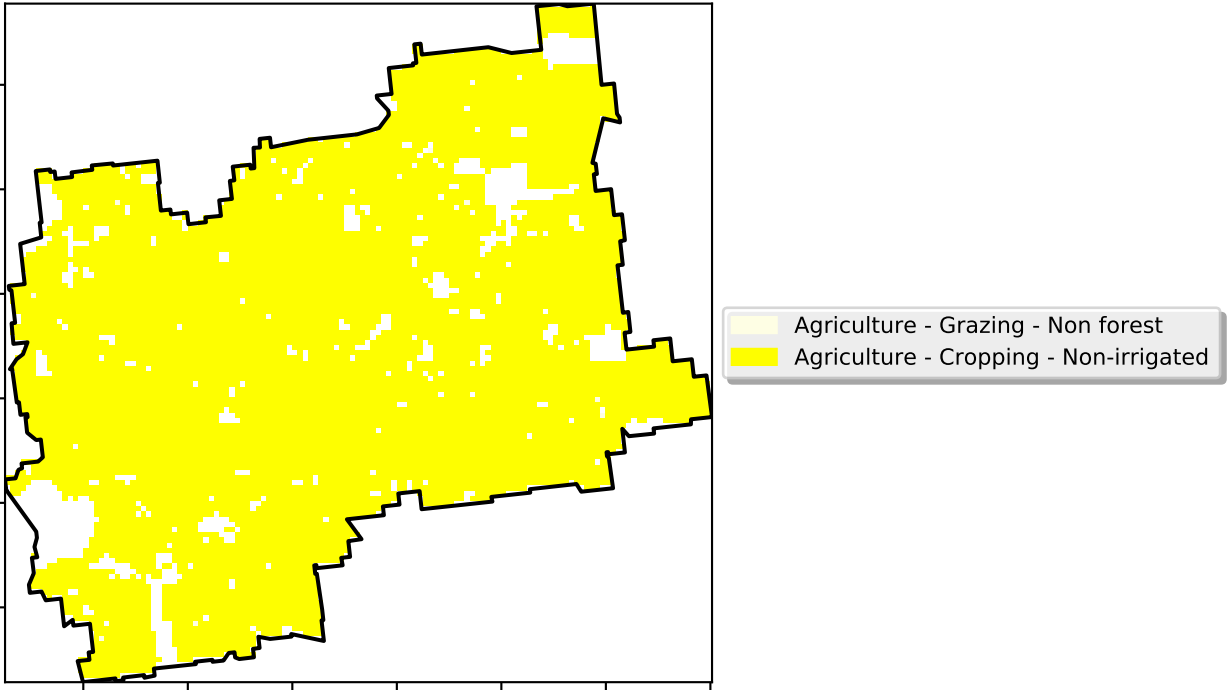 Agriculture - Grazing - Non forest
Agriculture - Cropping - Non-irrigated